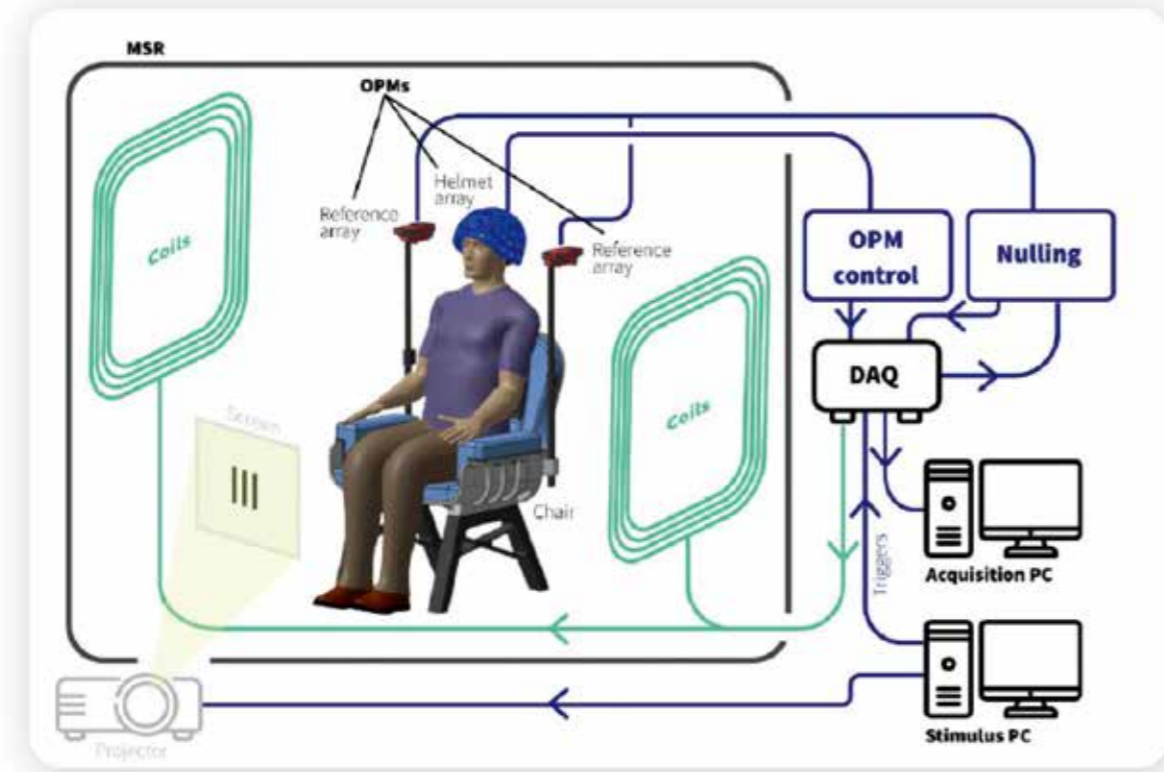 MSR
OPMs
Helmet
array
Reference
array
Reference
array
Coils
Coils
OPM
control
Nulling
DAQ
Screen
Chair
Triggers
Acquisition PC
Stimulus PC
Projector